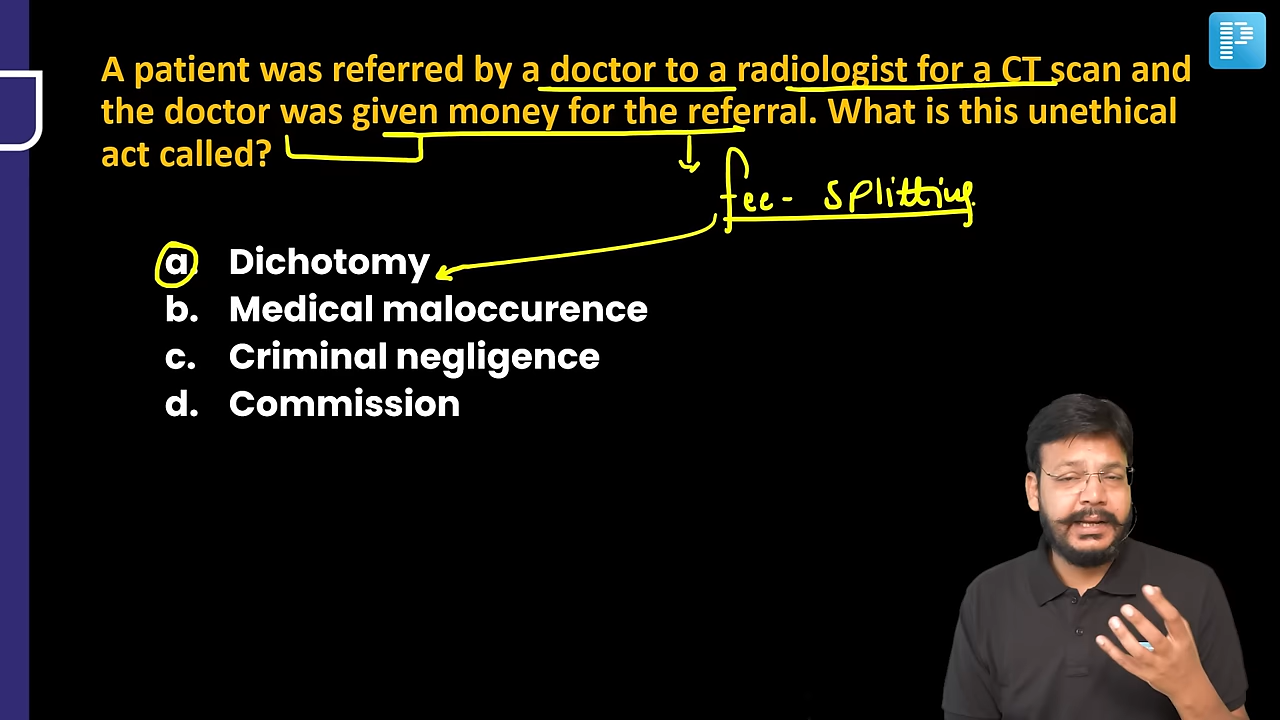 A patient was referred by a doctor to a radiologist for a CT scan and
the doctor was given money for the referral. What is this unethical
act called?
fee- splitting
a. Dichotomy
b. Medical maloccurence
c. Criminal negligence
d. Commission